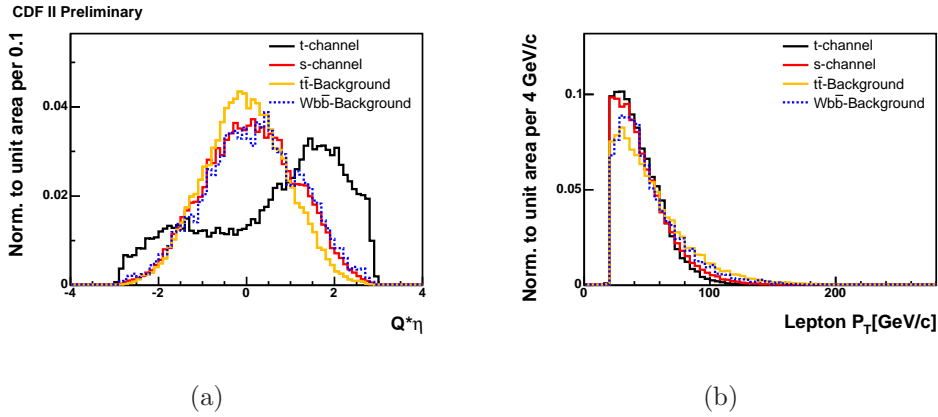 CDF II Preliminary
Norm. to unit area per 0.1
t-channel
s-channel
tt̄-Background
Wbb̄-Background
0.04
0.02
0
-4
-2
0
2
4
Q*η
(a)
Norm. to unit area per 4 GeV/c
t-channel
s-channel
tt̄-Background
Wbb̄-Background
0.1
0.05
0
0
100
200
Lepton P_T[GeV/c]
(b)